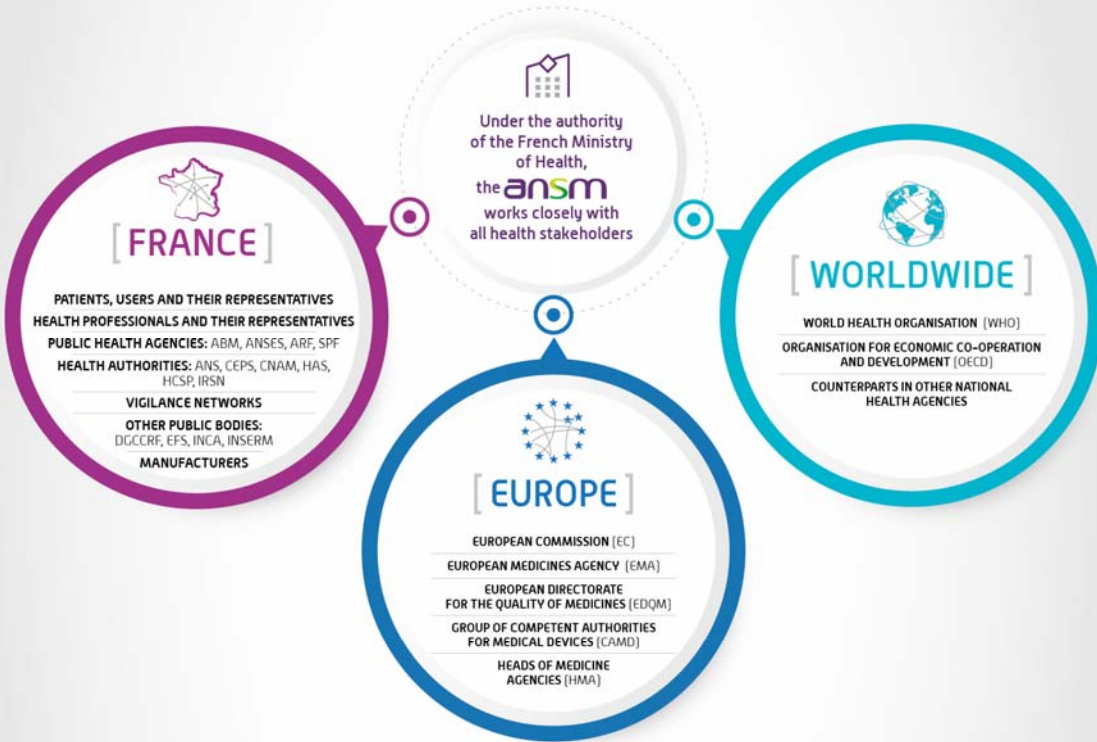 Under the authority
of the French Ministry
of Health,
the ansm
works closely with
all health stakeholders
[FRANCE]
PATIENTS, USERS AND THEIR REPRESENTATIVES
HEALTH PROFESSIONALS AND THEIR REPRESENTATIVES
PUBLIC HEALTH AGENCIES: ABM, ANSES, ARF, SPF
HEALTH AUTHORITIES: ANS, CEPS, CNAM, HAS,
HCSP, IRSN
VIGILANCE NETWORKS
OTHER PUBLIC BODIES:
DGCCRF, EFS, INCA, INSERM
MANUFACTURERS
[EUROPE]
EUROPEAN COMMISSION [EC]
EUROPEAN MEDICINES AGENCY [EMA]
EUROPEAN DIRECTORATE
FOR THE QUALITY OF MEDICINES [EDQM]
GROUP OF COMPETENT AUTHORITIES
FOR MEDICAL DEVICES [CAMD]
HEADS OF MEDICINE
AGENCIES [HMA]
[WORLDWIDE]
WORLD HEALTH ORGANISATION [WHO]
ORGANISATION FOR ECONOMIC CO-OPERATION
AND DEVELOPMENT [OECD]
COUNTERPARTS IN OTHER NATIONAL
HEALTH AGENCIES